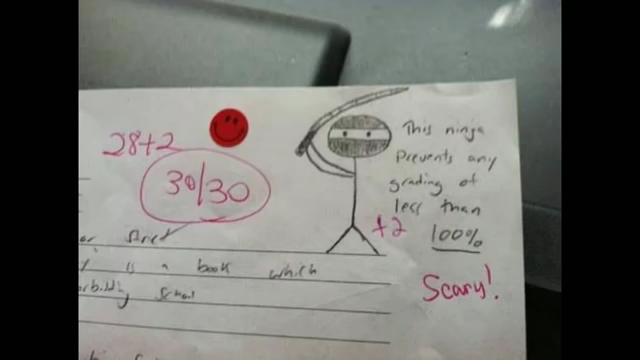 28+2
30/30
This ninja
prevents any
grading of
less than
100%
+2
Scary!
is a book which
School